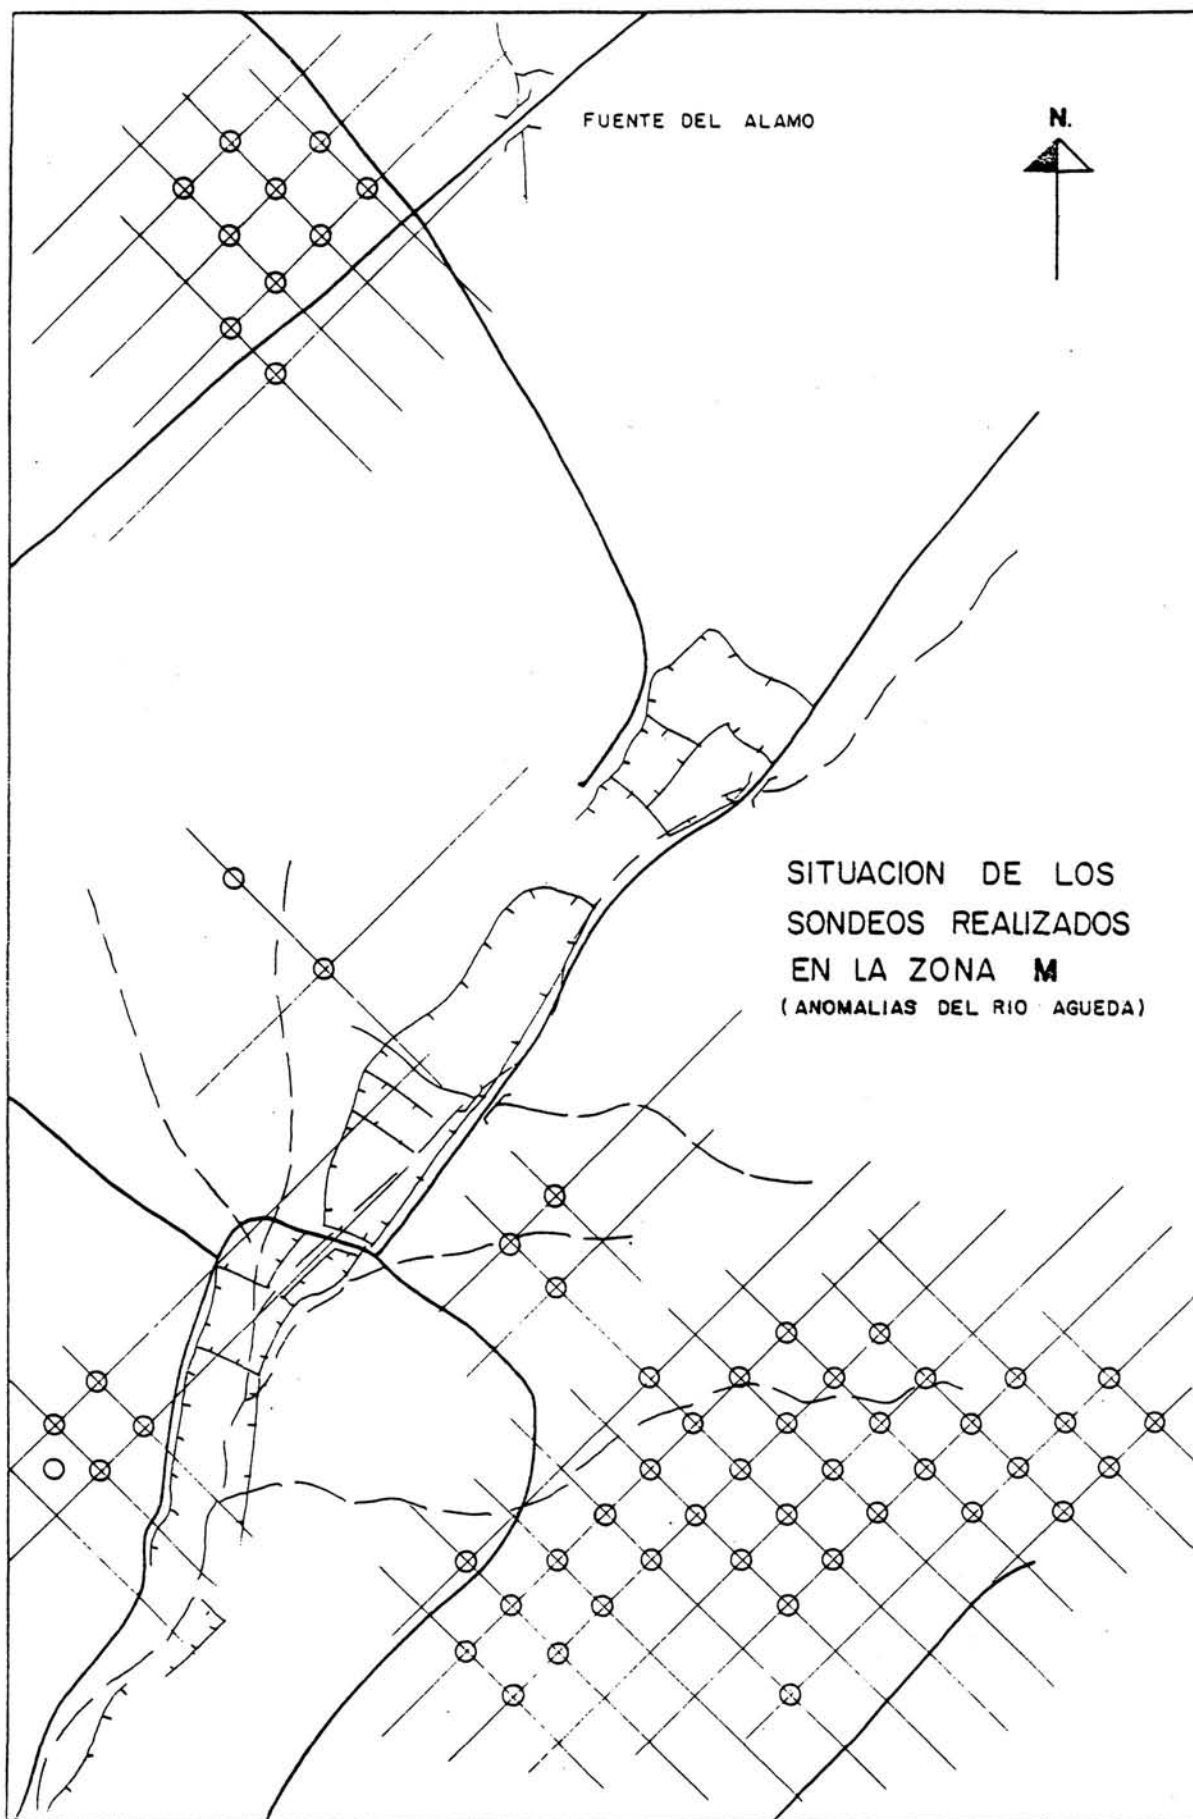 FUENTE DEL ALAMO
N.
SITUACION DE LOS
SONDEOS REALIZADOS
EN LA ZONA M
(ANOMALIAS DEL RIO AGUEDA)